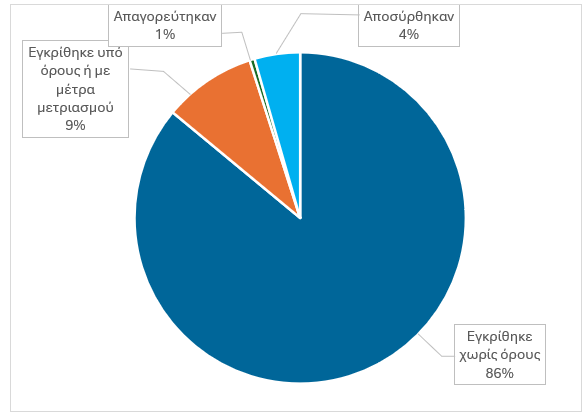 Απαγορεύτηκαν
1%
Αποσύρθηκαν
4%
Εγκρίθηκε υπό
όρους ή με
μέτρα
μετριασμού
9%
Εγκρίθηκε
χωρίς όρους
86%